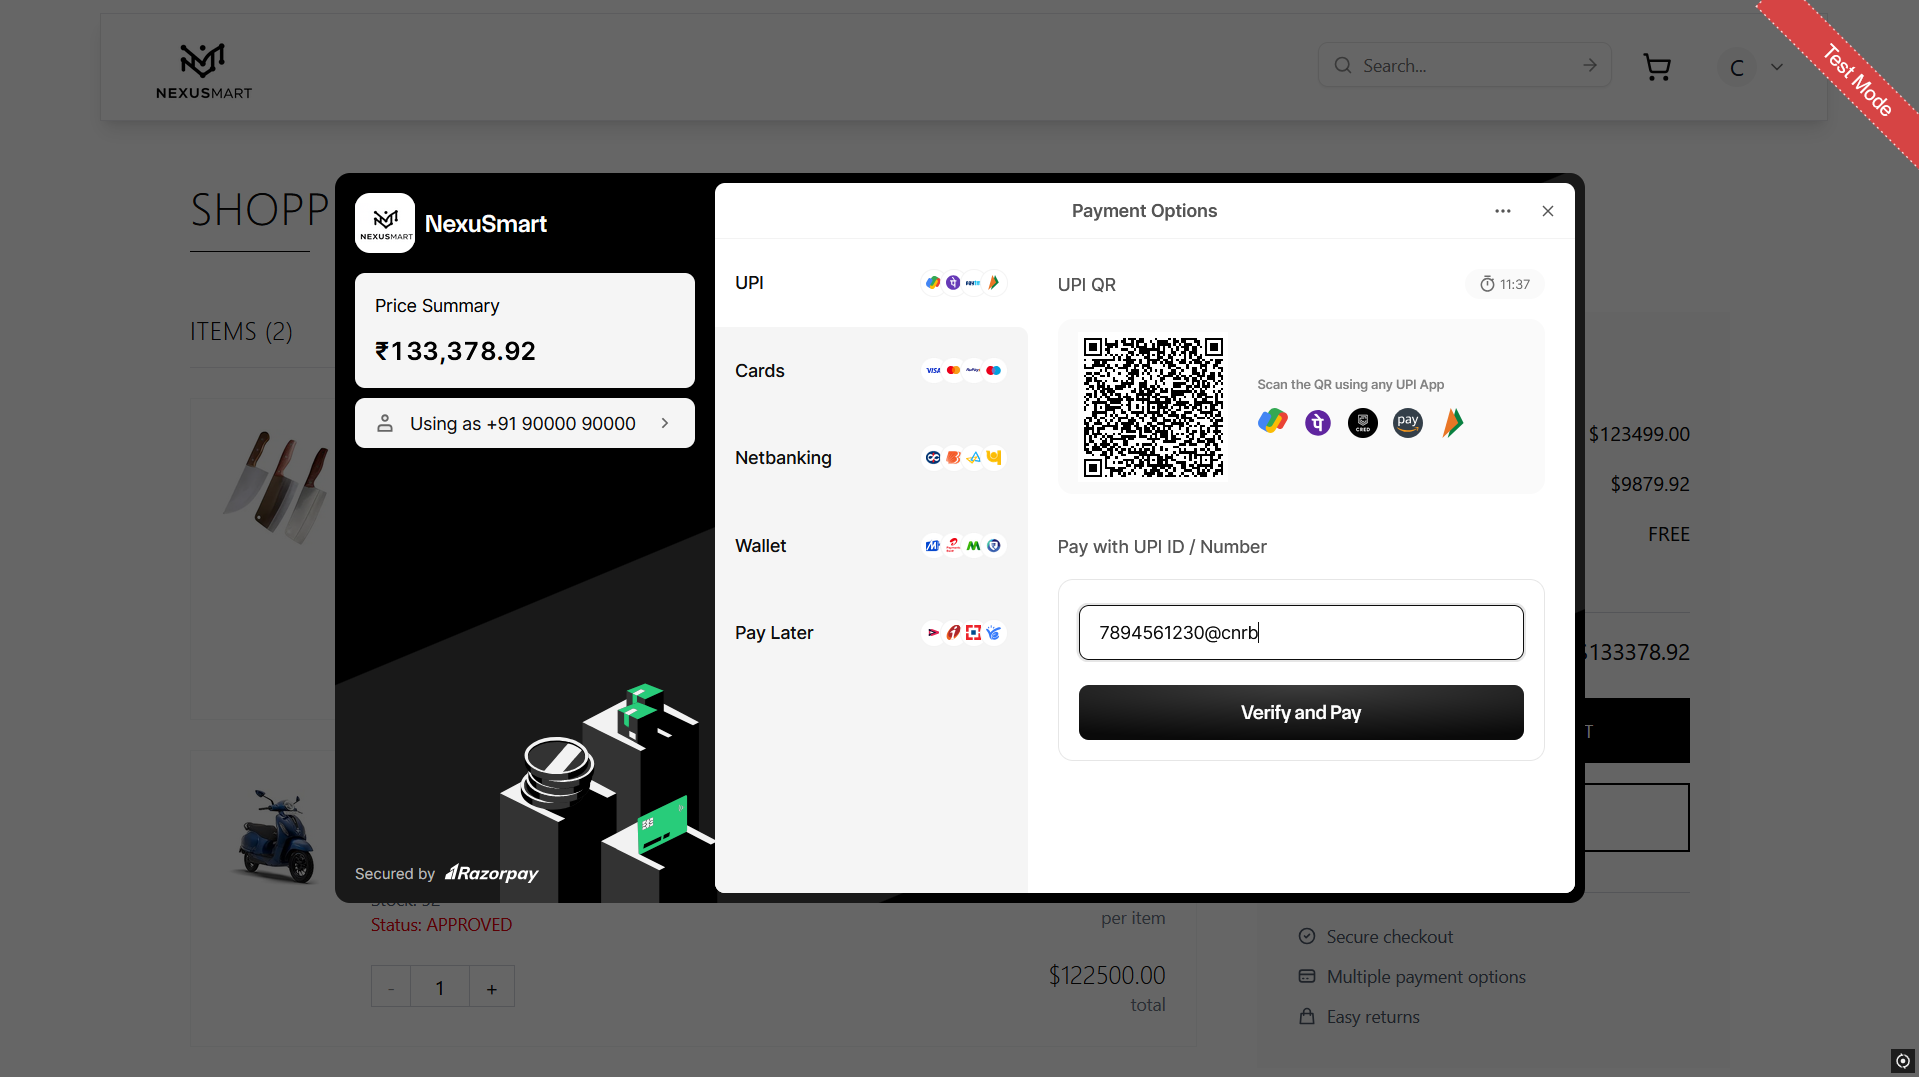 NEXUSMART
Search...
C
Test Mode
SHOPP
ITEMS (2)
NEXUSMART
NexuSmart
Price Summary
₹133,378.92
Using as +91 90000 90000
Secured by Razorpay
Payment Options
UPI
Cards
VISA
Netbanking
Wallet
Pay Later
UPI QR
11:37
Scan the QR using any UPI App
CRED
pay
Pay with UPI ID / Number
7894561230@cnrb
Verify and Pay
$123499.00
$9879.92
FREE
$133378.92
T
Status: APPROVED
- 1 +
per item
$122500.00
total
Secure checkout
Multiple payment options
Easy returns